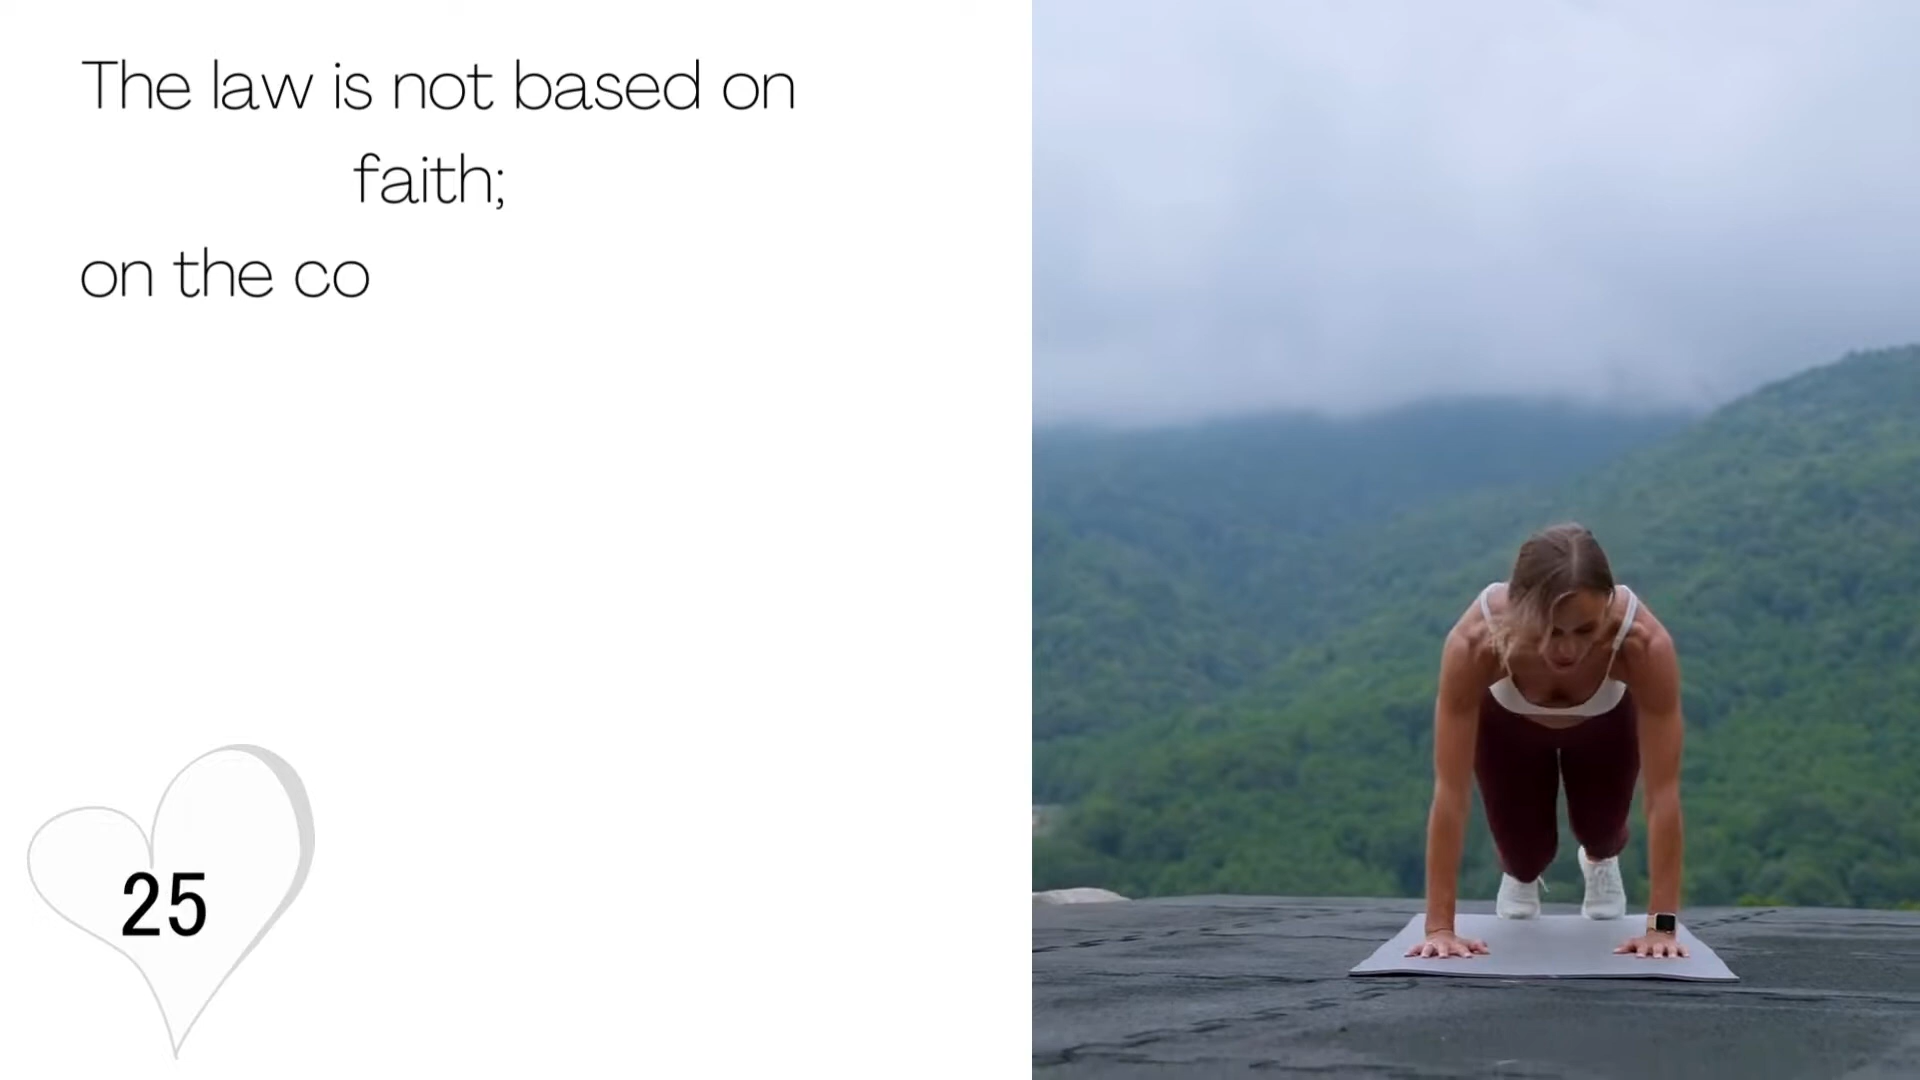 The law is not based on
faith;
on the co
25